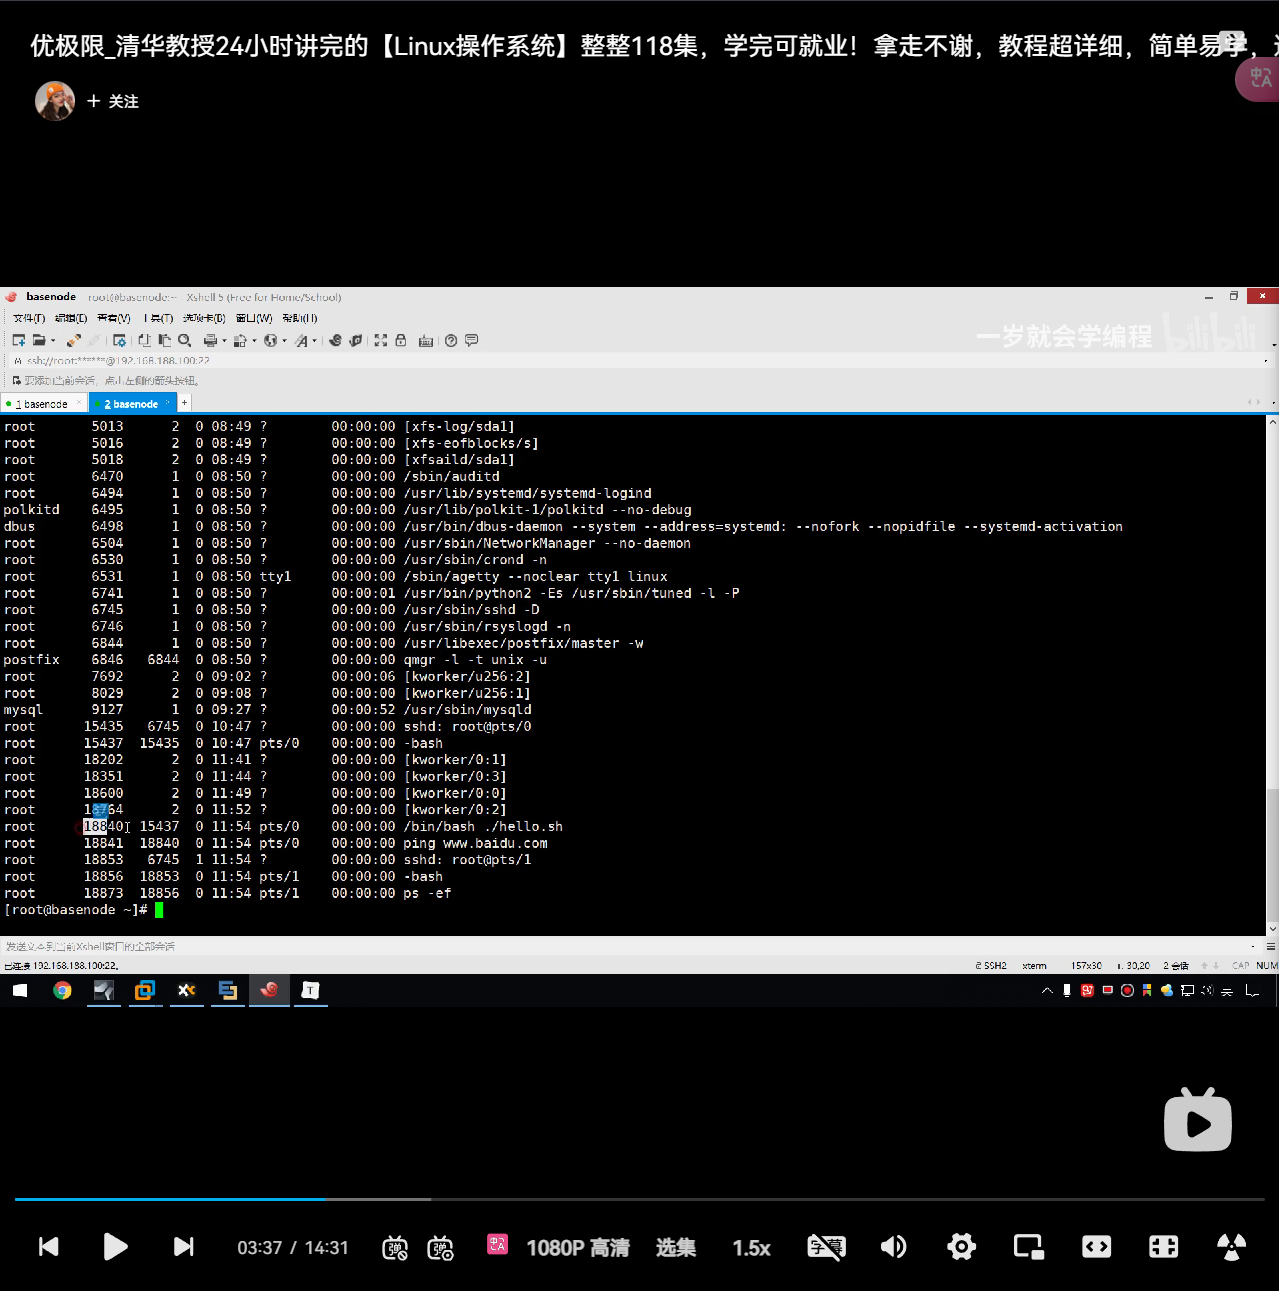 优极限_清华教授24小时讲完的【Linux操作系统】整整118集，学完可就业！拿走不谢，教程超详细，简单易学，
+ 关注
basenode root@basenode:~ Xshell 5 (Free for Home/School)
文件(F) 编辑(E) 查看(V) 工具(T) 选项卡(B) 窗口(W) 帮助(H)
一岁就会学编程 bilibili
ssh://root:******@192.168.188.100:22
要添加当前会话，点击左侧的箭头按钮。
1 basenode 2 basenode +
root 5013 2 0 08:49 ? 00:00:00 [xfs-log/sda1]
root 5016 2 0 08:49 ? 00:00:00 [xfs-eofblocks/s]
root 5018 2 0 08:49 ? 00:00:00 [xfsaild/sda1]
root 6470 1 0 08:50 ? 00:00:00 /sbin/auditd
root 6494 1 0 08:50 ? 00:00:00 /usr/lib/systemd/systemd-logind
polkitd 6495 1 0 08:50 ? 00:00:00 /usr/lib/polkit-1/polkitd --no-debug
dbus 6498 1 0 08:50 ? 00:00:00 /usr/bin/dbus-daemon --system --address=systemd: --nofork --nopidfile --systemd-activation
root 6504 1 0 08:50 ? 00:00:00 /usr/sbin/NetworkManager --no-daemon
root 6530 1 0 08:50 ? 00:00:00 /usr/sbin/crond -n
root 6531 1 0 08:50 tty1 00:00:00 /sbin/agetty --noclear tty1 linux
root 6741 1 0 08:50 ? 00:00:01 /usr/bin/python2 -Es /usr/sbin/tuned -l -P
root 6745 1 0 08:50 ? 00:00:00 /usr/sbin/sshd -D
root 6746 1 0 08:50 ? 00:00:00 /usr/sbin/rsyslogd -n
root 6844 1 0 08:50 ? 00:00:00 /usr/libexec/postfix/master -w
postfix 6846 6844 0 08:50 ? 00:00:00 qmgr -l -t unix -u
root 7692 2 0 09:02 ? 00:00:06 [kworker/u256:2]
root 8029 2 0 09:08 ? 00:00:00 [kworker/u256:1]
mysql 9127 1 0 09:27 ? 00:00:52 /usr/sbin/mysqld
root 15435 6745 0 10:47 ? 00:00:00 sshd: root@pts/0
root 15437 15435 0 10:47 pts/0 00:00:00 -bash
root 18202 2 0 11:41 ? 00:00:00 [kworker/0:1]
root 18351 2 0 11:44 ? 00:00:00 [kworker/0:3]
root 18600 2 0 11:49 ? 00:00:00 [kworker/0:0]
root 18764 2 0 11:52 ? 00:00:00 [kworker/0:2]
root 18840 15437 0 11:54 pts/0 00:00:00 /bin/bash ./hello.sh
root 18841 18840 0 11:54 pts/0 00:00:00 ping www.baidu.com
root 18853 6745 1 11:54 ? 00:00:00 sshd: root@pts/1
root 18856 18853 0 11:54 pts/1 00:00:00 -bash
root 18873 18856 0 11:54 pts/1 00:00:00 ps -ef
[root@basenode ~]#
发送文本到当前Xshell窗口的全部会话
已连接 192.168.188.100:22。 SSH2 xterm 157x30 30,20 2 会话 CAP NUM
03:37 / 14:31 1080P 高清 选集 1.5x 字幕